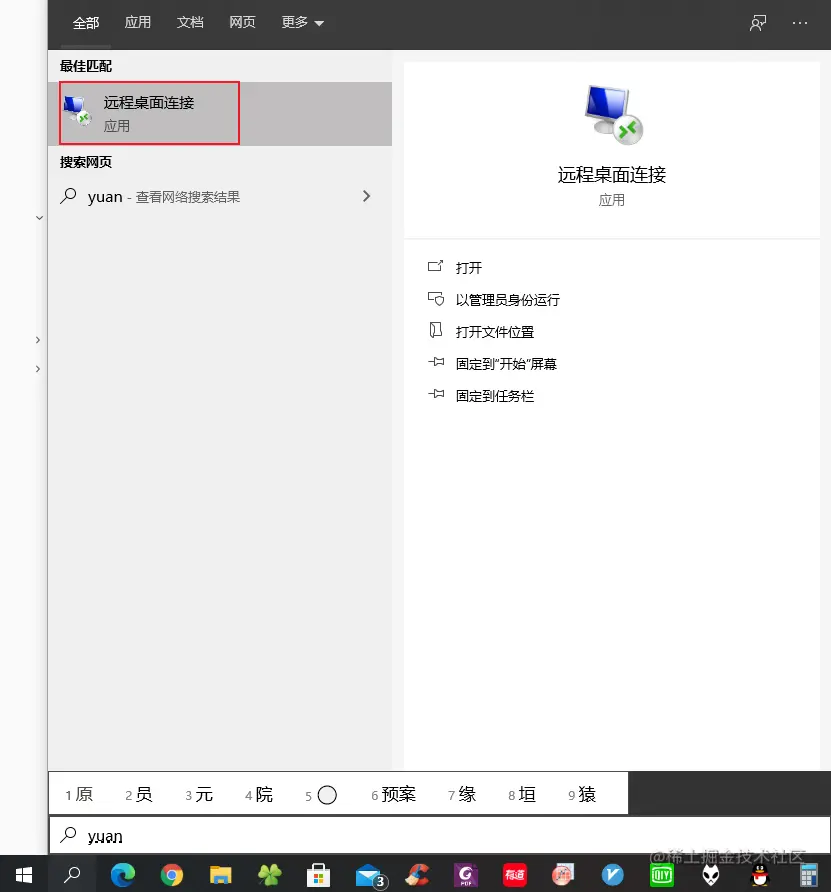 全部 应用 文档 网页 更多
最佳匹配
远程桌面连接
应用
搜索网页
yuan - 查看网络搜索结果
远程桌面连接
应用
打开
以管理员身份运行
打开文件位置
固定到"开始"屏幕
固定到任务栏
1 原 2 员 3 元 4 院 5 〇 6 预案 7 缘 8 垣 9 猿
yuan
@稀土掘金技术社区
3 PDF 有道 DIY